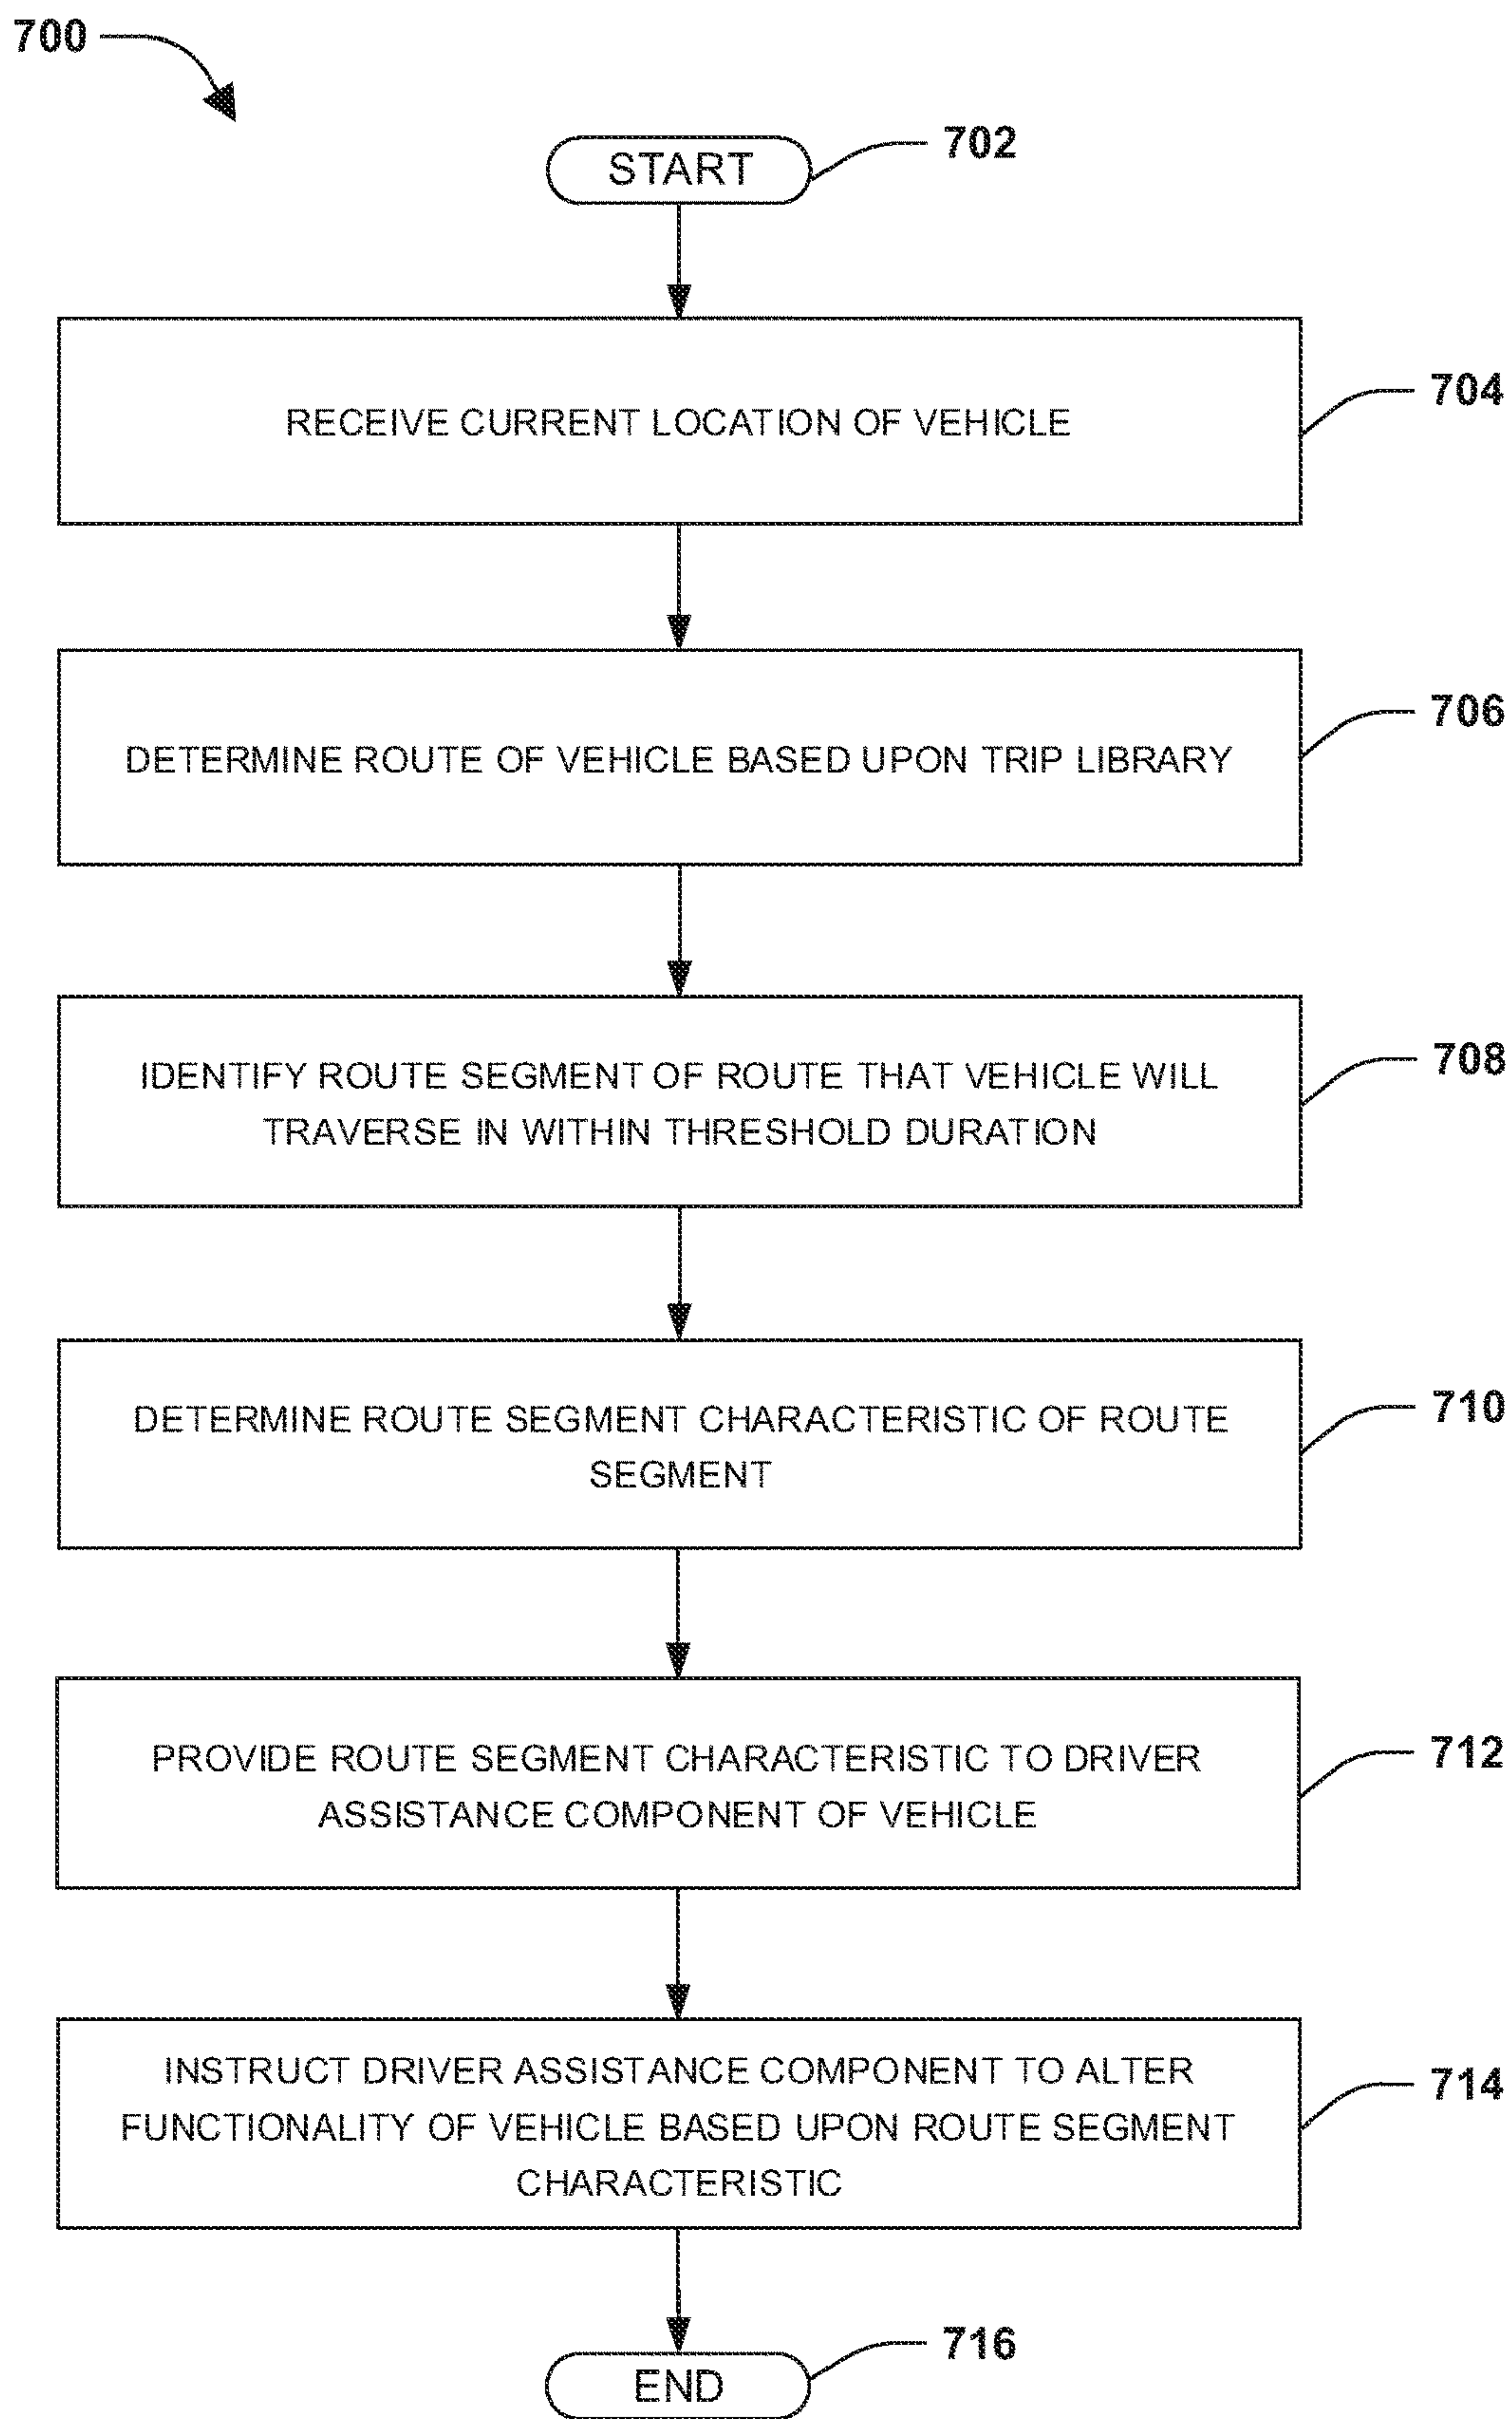 700
START
702
RECEIVE CURRENT LOCATION OF VEHICLE
704
DETERMINE ROUTE OF VEHICLE BASED UPON TRIP LIBRARY
706
IDENTIFY ROUTE SEGMENT OF ROUTE THAT VEHICLE WILL
TRAVERSE IN WITHIN THRESHOLD DURATION
708
DETERMINE ROUTE SEGMENT CHARACTERISTIC OF ROUTE
SEGMENT
710
PROVIDE ROUTE SEGMENT CHARACTERISTIC TO DRIVER
ASSISTANCE COMPONENT OF VEHICLE
712
INSTRUCT DRIVER ASSISTANCE COMPONENT TO ALTER
FUNCTIONALITY OF VEHICLE BASED UPON ROUTE SEGMENT
CHARACTERISTIC
714
END
716